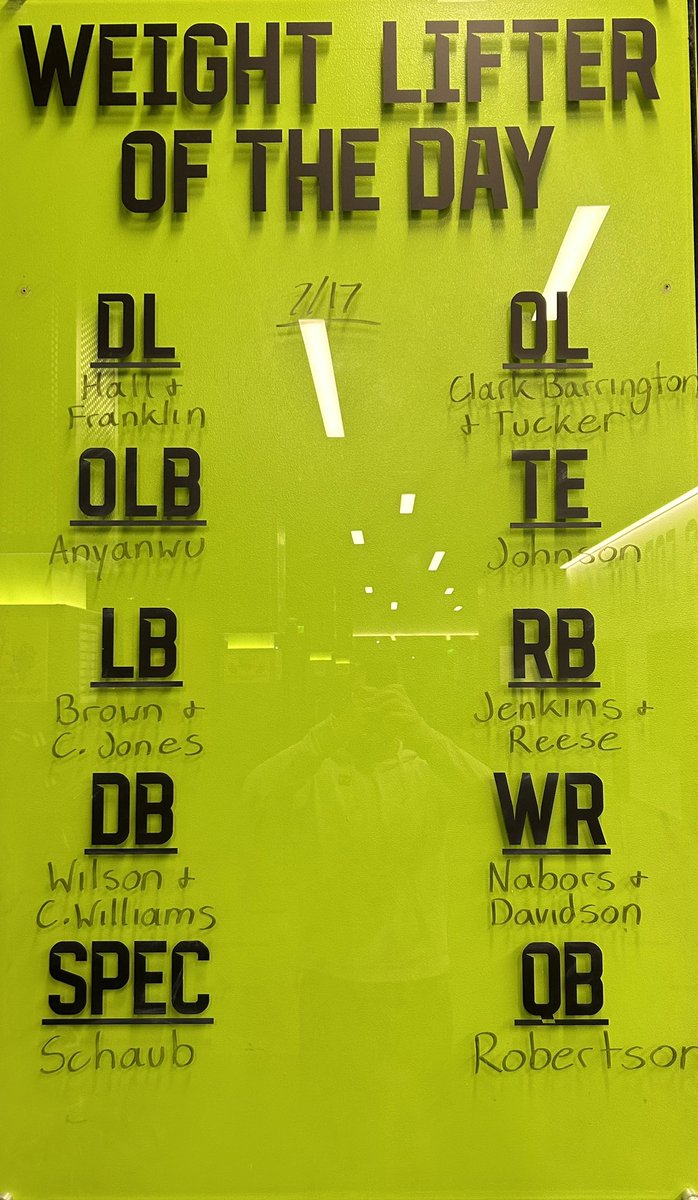 WEIGHT LIFTER
OF THE DAY
2/17
DL
Hall &
Franklin
OLB
Anyanwu
LB
Brown &
C. Jones
DB
Wilson &
C. Williams
SPEC
Schaub
OL
Clark Barrington
& Tucker
TE
Johnson
RB
Jenkins &
Reese
WR
Nabors &
Davidson
QB
Robertson